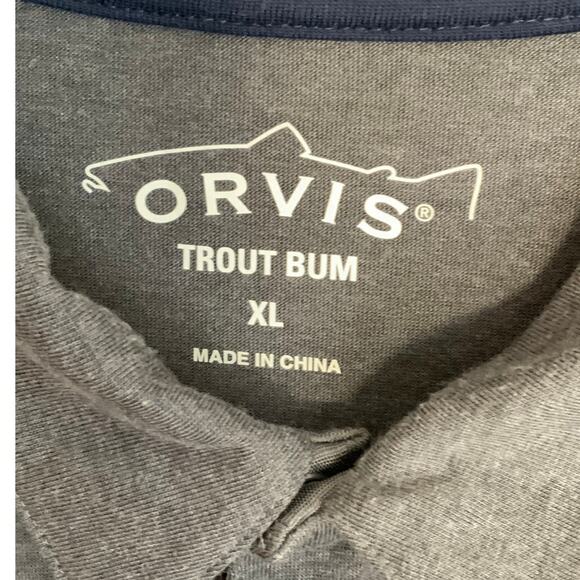 ORVIS®
TROUT BUM
XL
MADE IN CHINA